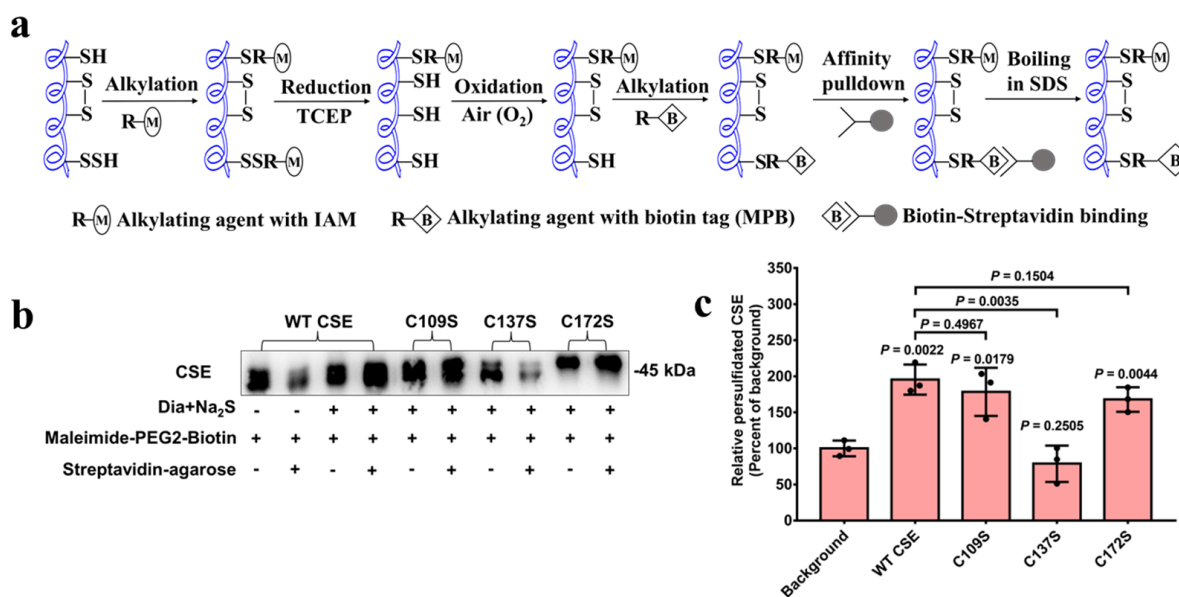 a
SH
S
S
SSH
Alkylation
R-M
SR-M
S
S
SSR-M
Reduction
TCEP
SR-M
SH
SH
SH
Oxidation
Air (O₂)
SR-M
S
S
SH
Alkylation
R-B
SR-M
S
S
SR-B
Affinity
pulldown
SR-M
S
S
SR-B
Boiling
in SDS
SR-M
S
S
SR-B
R-M Alkylating agent with IAM
R-B Alkylating agent with biotin tag (MPB)
B Biotin-Streptavidin binding
b
WT CSE C109S C137S C172S
CSE
-45 kDa
Dia+Na₂S - - + + + + + + + +
Maleimide-PEG2-Biotin + + + + + + + + + +
Streptavidin-agarose - + - + - + - + - +
c
Relative persulfidated CSE
(Percent of background)
350
300
250
200
150
100
50
0
P = 0.1504
P = 0.0035
P = 0.4967
P = 0.0022
P = 0.0179
P = 0.2505
P = 0.0044
Background
WT CSE
C109S
C137S
C172S